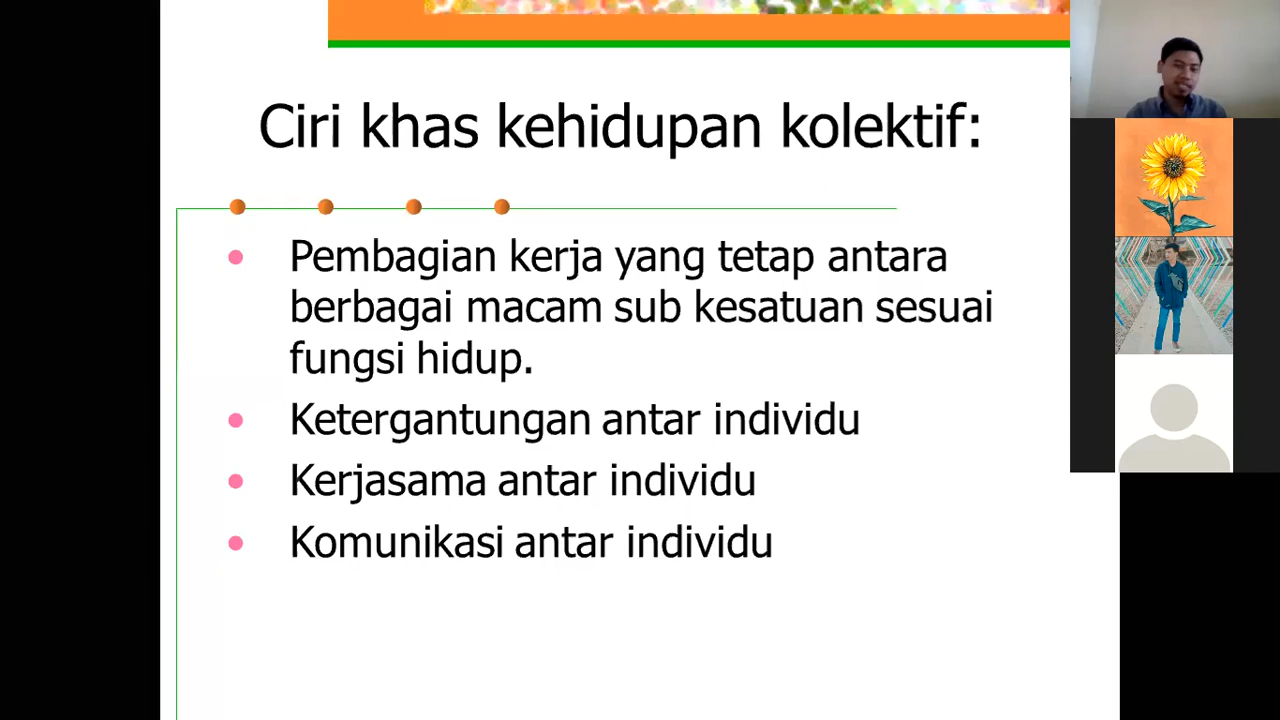 Ciri khas kehidupan kolektif:
Pembagian kerja yang tetap antara
berbagai macam sub kesatuan sesuai
fungsi hidup.
Ketergantungan antar individu
Kerjasama antar individu
Komunikasi antar individu